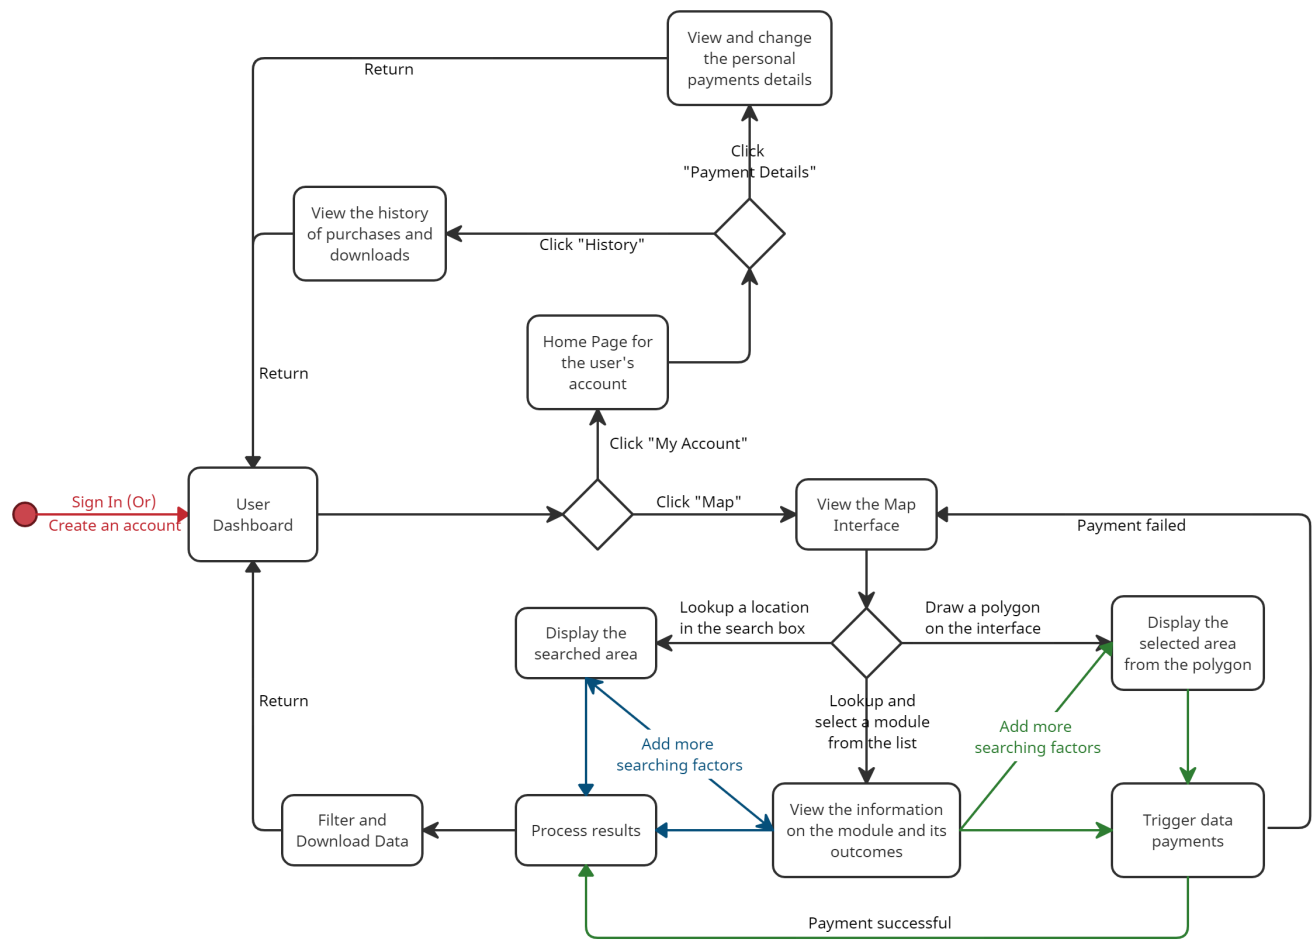 View and change
the personal
payments details
Return
Click
"Payment Details"
View the history
of purchases and
downloads
Click "History"
Home Page for
the user's
account
Return
Click "My Account"
Sign In (Or)
Create an account
User
Dashboard
Click "Map"
View the Map
Interface
Payment failed
Lookup a location
in the search box
Draw a polygon
on the interface
Display the
searched area
Display the
selected area
from the polygon
Return
Lookup and
select a module
from the list
Add more
searching factors
Add more
searching factors
Filter and
Download Data
Process results
View the information
on the module and its
outcomes
Trigger data
payments
Payment successful